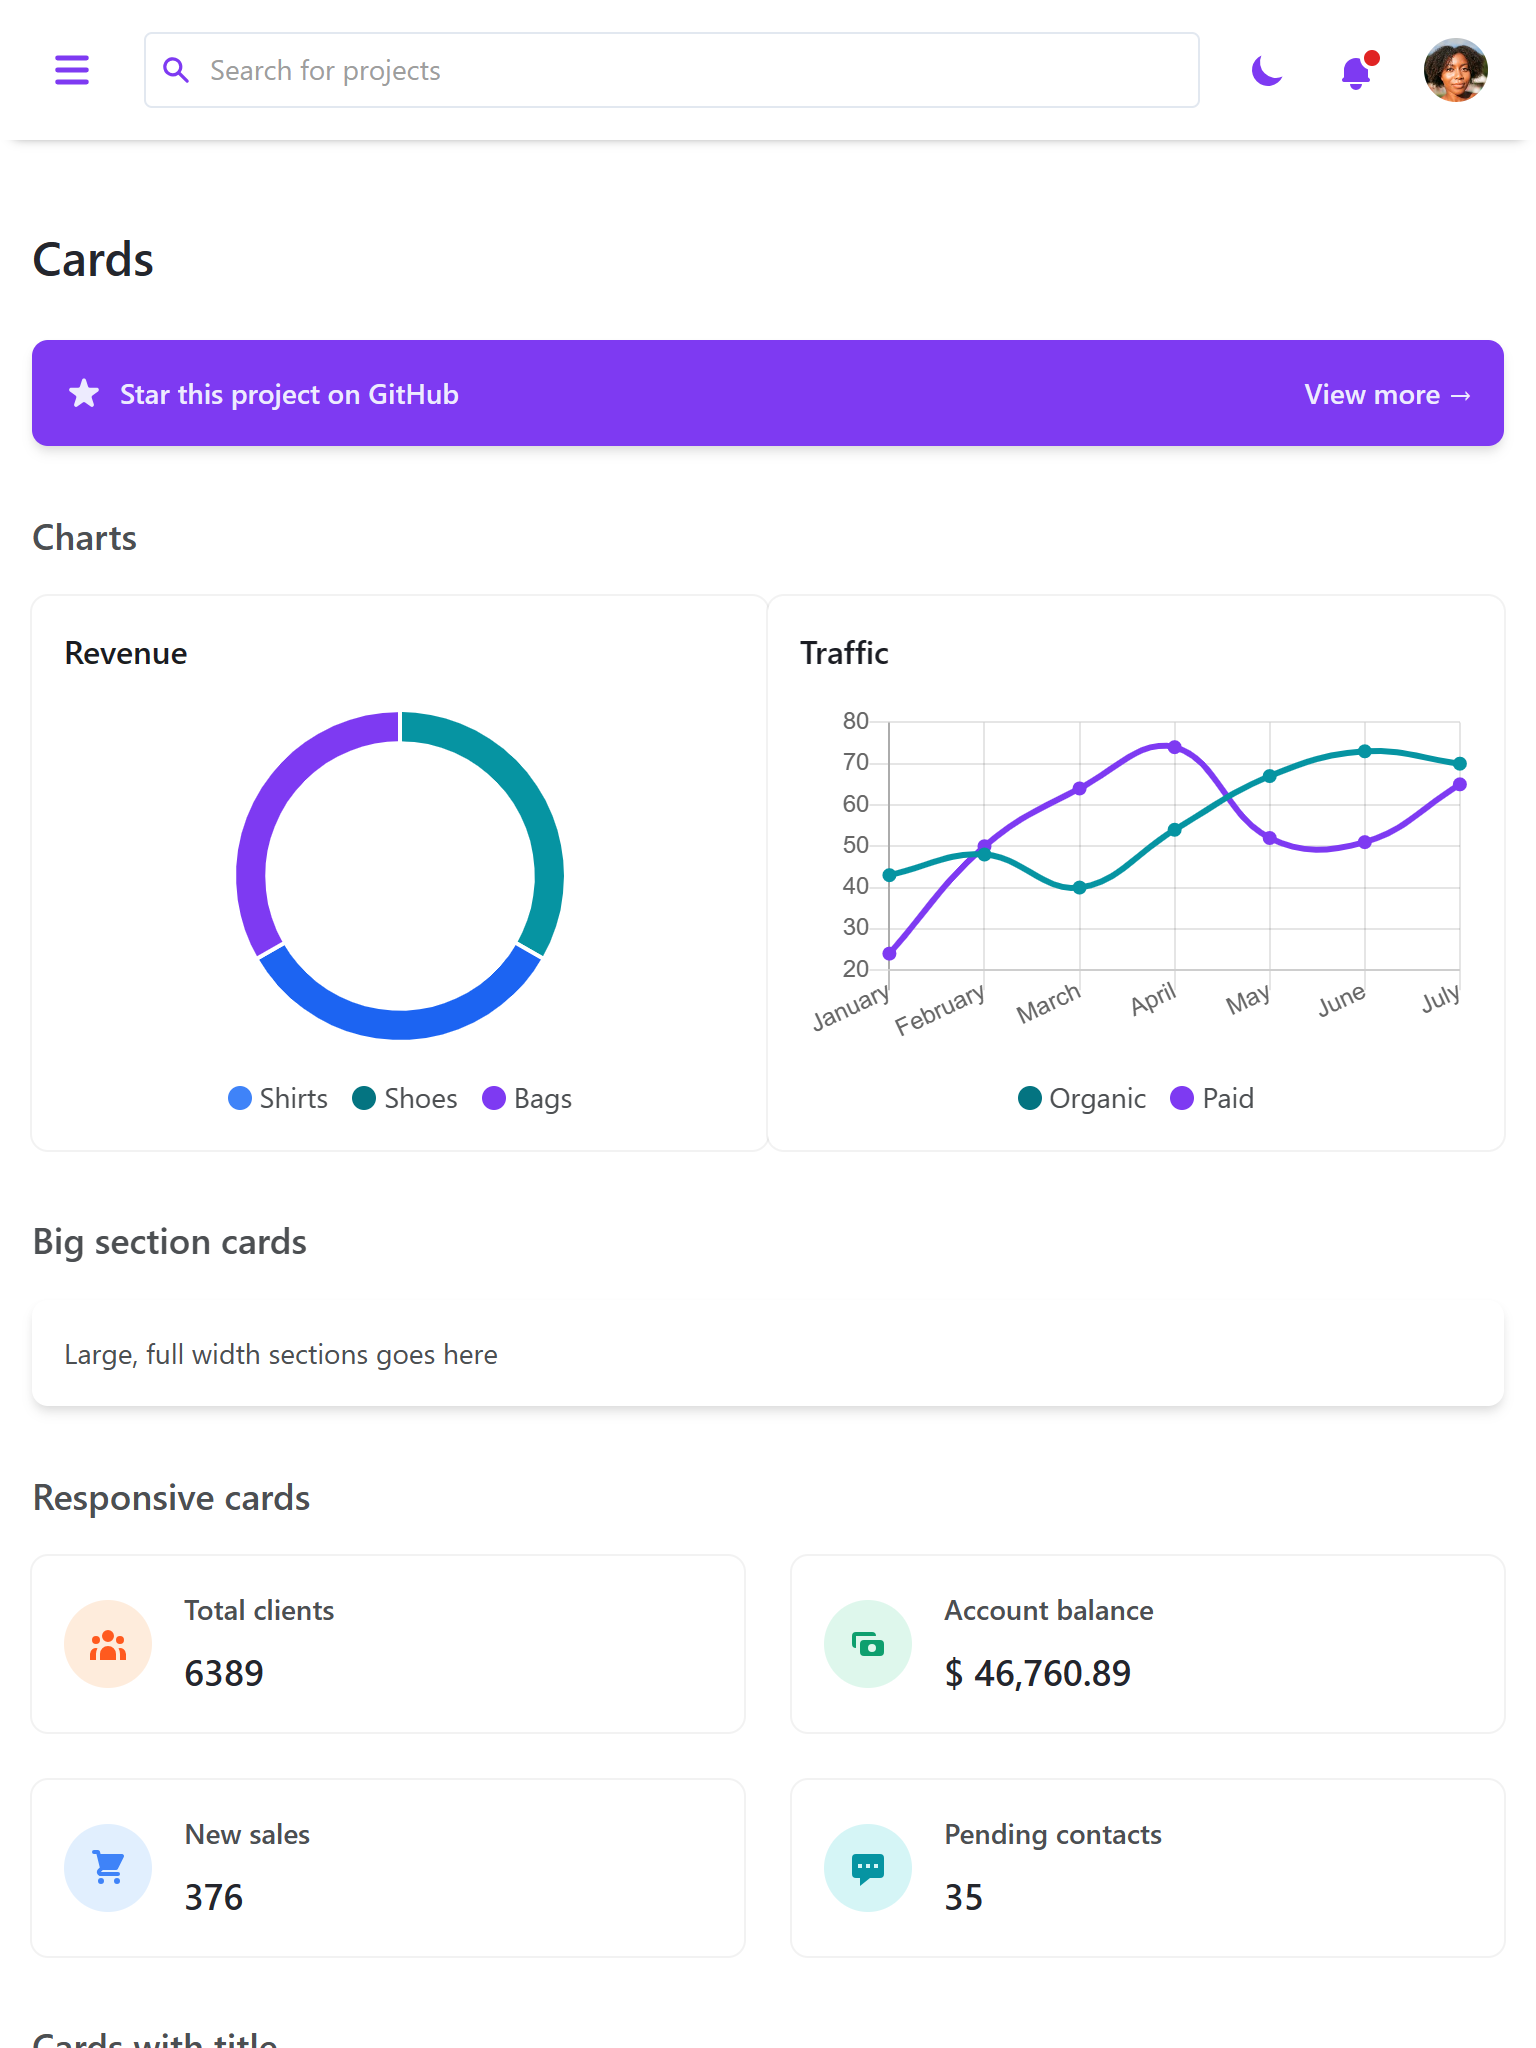 Search for projects
Cards
Star this project on GitHub
View more →
Charts
Revenue
Shirts
Shoes
Bags
Traffic
80
70
60
50
40
30
20
January
February
March
April
May
June
July
Organic
Paid
Big section cards
Large, full width sections goes here
Responsive cards
Total clients
6389
Account balance
$ 46,760.89
New sales
376
Pending contacts
35
Cards with title